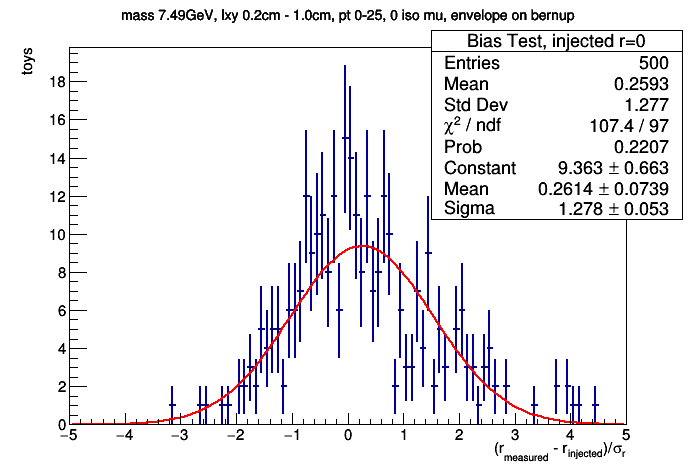 mass 7.49GeV, lxy 0.2cm - 1.0cm, pt 0-25, 0 iso mu, envelope on bernup
Bias Test, injected r=0
Entries 500
Mean 0.2593
Std Dev 1.277
χ² / ndf 107.4 / 97
Prob 0.2207
Constant 9.363 ± 0.663
Mean 0.2614 ± 0.0739
Sigma 1.278 ± 0.053
toys
18
16
14
12
10
8
6
4
2
0
−5 −4 −3 −2 −1 0 1 2 3 4 5
(r_measured - r_injected)/σ_r